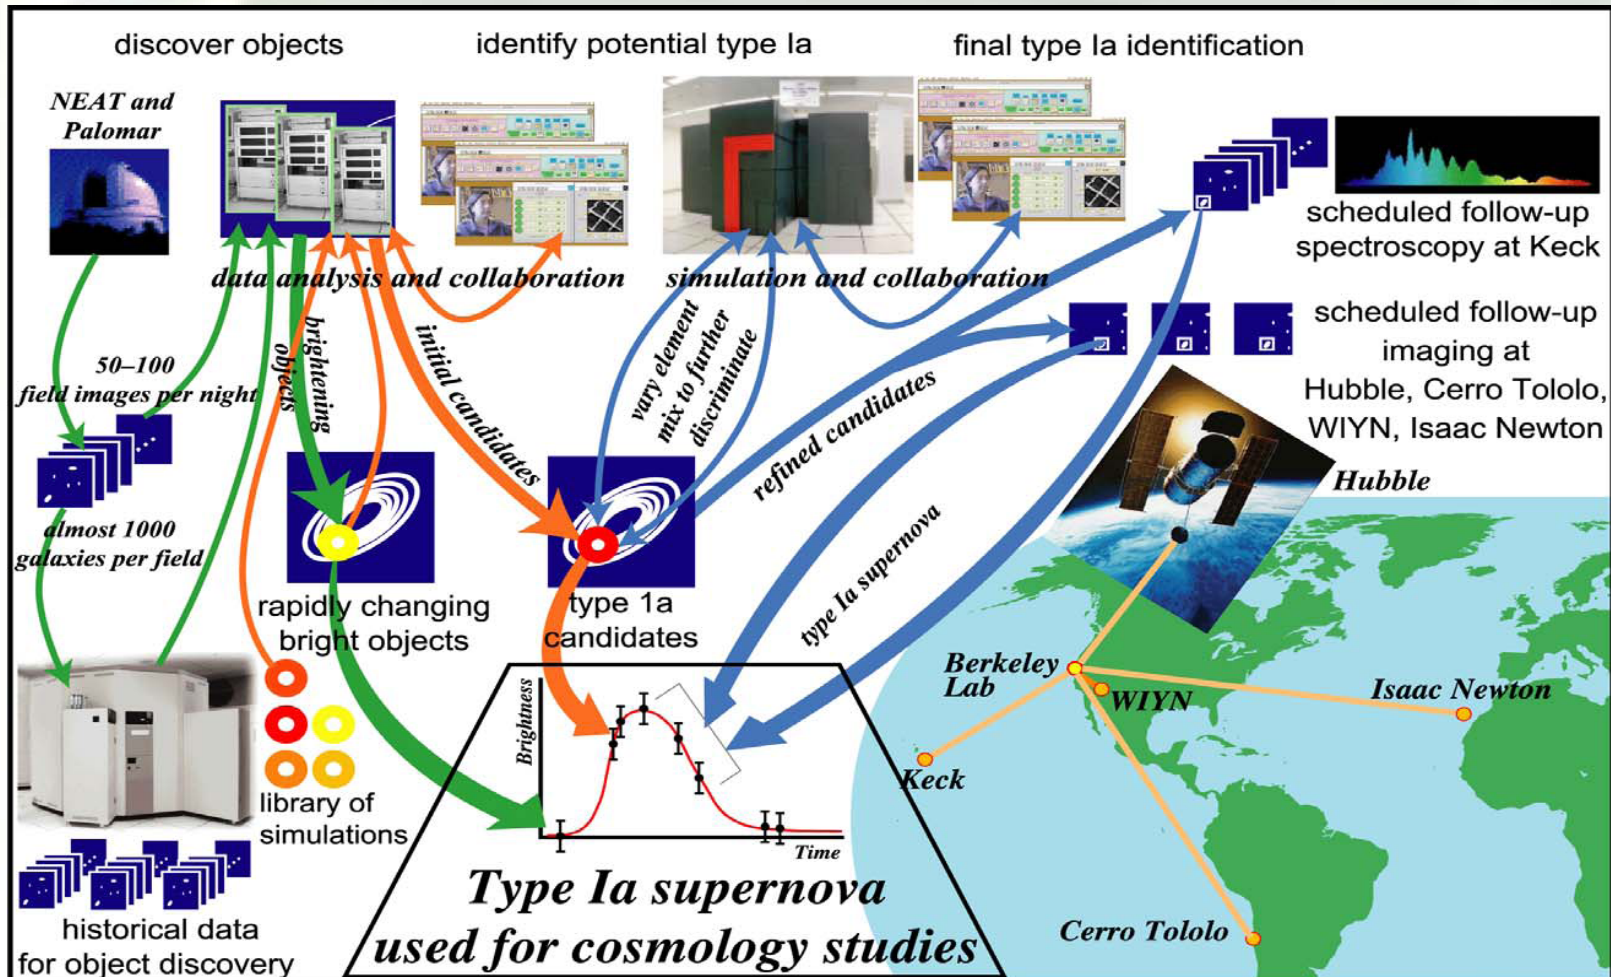 discover objects
identify potential type Ia
final type Ia identification
NEAT and
Palomar
data analysis and collaboration
simulation and collaboration
scheduled follow-up
spectroscopy at Keck
scheduled follow-up
imaging at
Hubble, Cerro Tololo,
WIYN, Isaac Newton
50–100
field images per night
brightening
objects
initial candidates
vary element
mix to further
discriminate
refined candidates
type Ia supernova
almost 1000
galaxies per field
rapidly changing
bright objects
type 1a
candidates
Hubble
library of
simulations
historical data
for object discovery
Brightness
Time
Type Ia supernova
used for cosmology studies
Berkeley
Lab
WIYN
Isaac Newton
Keck
Cerro Tololo